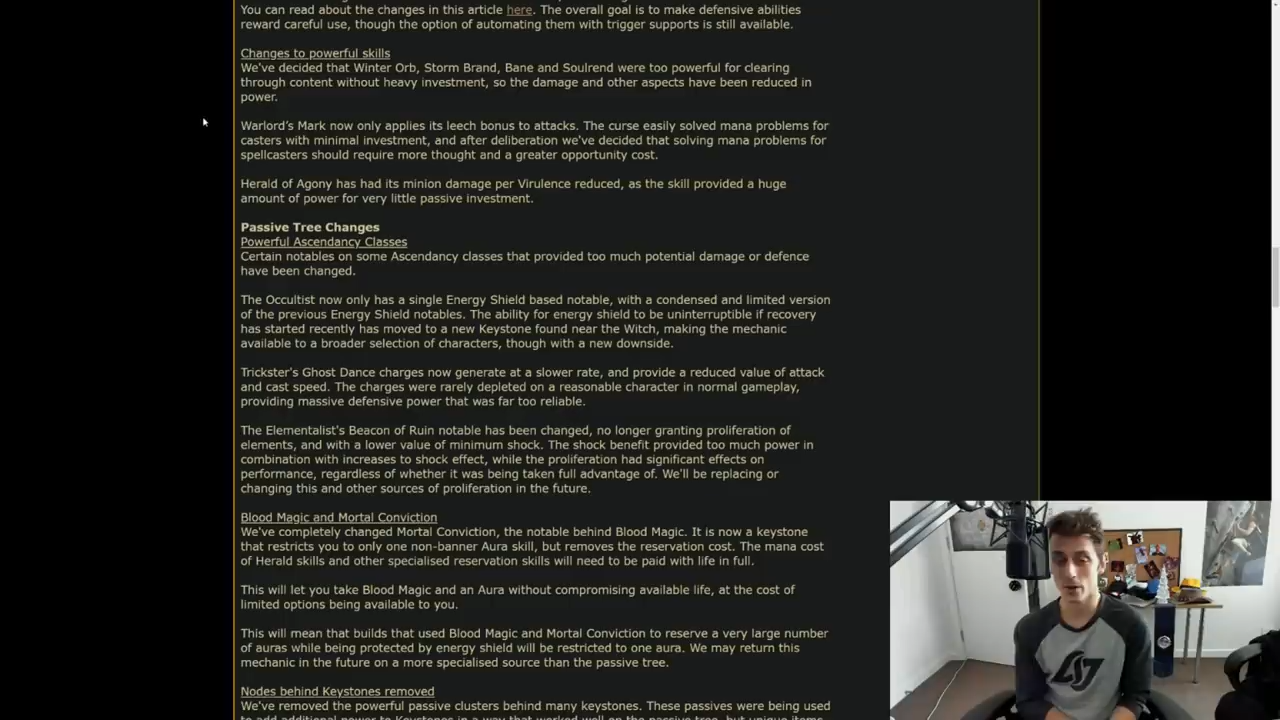 You can read about the changes in this article here. The overall goal is to make defensive abilities
reward careful use, though the option of automating them with trigger supports is still available.
Changes to powerful skills
We've decided that Winter Orb, Storm Brand, Bane and Soulrend were too powerful for clearing
through content without heavy investment, so the damage and other aspects have been reduced in
power.
Warlord's Mark now only applies its leech bonus to attacks. The curse easily solved mana problems for
casters with minimal investment, and after deliberation we've decided that solving mana problems for
spellcasters should require more thought and a greater opportunity cost.
Herald of Agony has had its minion damage per Virulence reduced, as the skill provided a huge
amount of power for very little passive investment.
Passive Tree Changes
Powerful Ascendancy Classes
Certain notables on some Ascendancy classes that provided too much potential damage or defence
have been changed.
The Occultist now only has a single Energy Shield based notable, with a condensed and limited version
of the previous Energy Shield notables. The ability for energy shield to be uninterruptible if recovery
has started recently has moved to a new Keystone found near the Witch, making the mechanic
available to a broader selection of characters, though with a new downside.
Trickster's Ghost Dance charges now generate at a slower rate, and provide a reduced value of attack
and cast speed. The charges were rarely depleted on a reasonable character in normal gameplay,
providing massive defensive power that was far too reliable.
The Elementalist's Beacon of Ruin notable has been changed, no longer granting proliferation of
elements, and with a lower value of minimum shock. The shock benefit provided too much power in
combination with increases to shock effect, while the proliferation had significant effects on
performance, regardless of whether it was being taken full advantage of. We'll be replacing or
changing this and other sources of proliferation in the future.
Blood Magic and Mortal Conviction
We've completely changed Mortal Conviction, the notable behind Blood Magic. It is now a keystone
that restricts you to only one non-banner Aura skill, but removes the reservation cost. The mana cost
of Herald skills and other specialised reservation skills will need to be paid with life in full.
This will let you take Blood Magic and an Aura without compromising available life, at the cost of
limited options being available to you.
This will mean that builds that used Blood Magic and Mortal Conviction to reserve a very large number
of auras while being protected by energy shield will be restricted to one aura. We may return this
mechanic in the future on a more specialised source than the passive tree.
Nodes behind Keystones removed
We've removed the powerful passive clusters behind many keystones. These passives were being used
to add additional power to Keystones in a way that worked well on the passive tree, but unique items